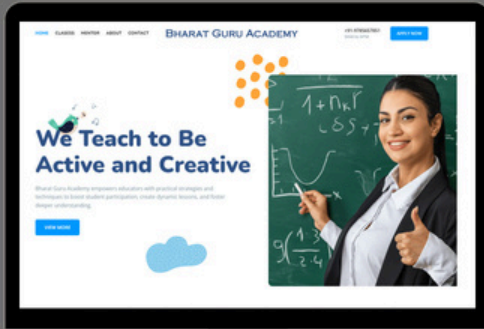 HOME CLASSES MENTOR ABOUT CONTACT
BHARAT GURU ACADEMY
APPLY NOW
We Teach to Be
Active and Creative
Bharat Guru Academy empowers educators with practical strategies and
techniques to boost student participation, create dynamic lessons, and foster
deeper understanding.
VIEW MORE